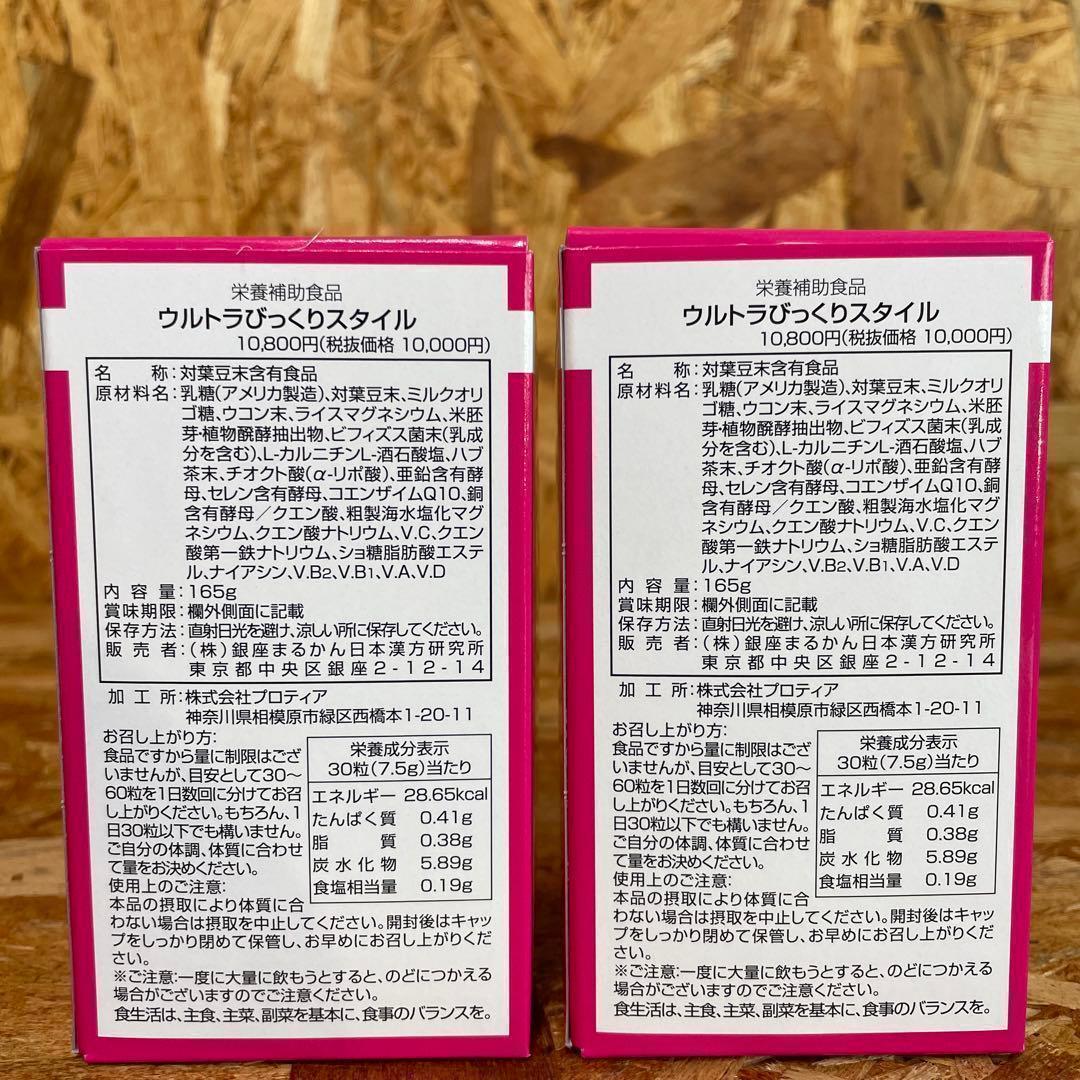 栄養補助食品
ウルトラびっくりスタイル
10,800円(税抜価格 10,000円)
名称:対葉豆末含有食品
原材料名:乳糖(アメリカ製造)、対葉豆末、ミルクオリ
ゴ糖、ウコン末、ライスマグネシウム、米胚
芽・植物醗酵抽出物、ビフィズス菌末(乳成
分を含む)、L-カルニチンL-酒石酸塩、ハブ
茶末、チオクト酸(α-リポ酸)、亜鉛含有酵
母、セレン含有酵母、コエンザイムQ10、銅
含有酵母／クエン酸、粗製海水塩化マグ
ネシウム、クエン酸ナトリウム、V.C、クエン
酸第一鉄ナトリウム、ショ糖脂肪酸エステ
ル、ナイアシン、V.B2、V.B1、V.A、V.D
内容量:165g
賞味期限:欄外側面に記載
保存方法:直射日光を避け、涼しい所に保存してください。
販売者:(株)銀座まるかん日本漢方研究所
東京都中央区銀座2-12-14
加工所:株式会社プロティア
神奈川県相模原市緑区西橋本1-20-11
お召し上がり方:
食品ですから量に制限はござ
いませんが、目安として30〜
60粒を1日数回に分けてお召
し上がりください。もちろん、1
日30粒以下でも構いません。
ご自分の体調、体質に合わせ
て量をお決めください。
使用上のご注意:
本品の摂取により体質に合
わない場合は摂取を中止してください。開封後はキャッ
プをしっかり閉めて保管し、お早めにお召し上がりくだ
さい。
※ご注意:一度に大量に飲もうとすると、のどにつかえる
場合がございますのでご注意ください。
食生活は、主食、主菜、副菜を基本に、食事のバランスを。
栄養成分表示
30粒(7.5g)当たり
エネルギー 28.65kcal
たんぱく質 0.41g
脂質 0.38g
炭水化物 5.89g
食塩相当量 0.19g
栄養補助食品
ウルトラびっくりスタイル
10,800円(税抜価格 10,000円)
名称:対葉豆末含有食品
原材料名:乳糖(アメリカ製造)、対葉豆末、ミルクオリ
ゴ糖、ウコン末、ライスマグネシウム、米胚
芽・植物醗酵抽出物、ビフィズス菌末(乳成
分を含む)、L-カルニチンL-酒石酸塩、ハブ
茶末、チオクト酸(α-リポ酸)、亜鉛含有酵
母、セレン含有酵母、コエンザイムQ10、銅
含有酵母／クエン酸、粗製海水塩化マグ
ネシウム、クエン酸ナトリウム、V.C、クエン
酸第一鉄ナトリウム、ショ糖脂肪酸エステ
ル、ナイアシン、V.B2、V.B1、V.A、V.D
内容量:165g
賞味期限:欄外側面に記載
保存方法:直射日光を避け、涼しい所に保存してください。
販売者:(株)銀座まるかん日本漢方研究所
東京都中央区銀座2-12-14
加工所:株式会社プロティア
神奈川県相模原市緑区西橋本1-20-11
お召し上がり方:
食品ですから量に制限はござ
いませんが、目安として30〜
60粒を1日数回に分けてお召
し上がりください。もちろん、1
日30粒以下でも構いません。
ご自分の体調、体質に合わせ
て量をお決めください。
使用上のご注意:
本品の摂取により体質に合
わない場合は摂取を中止してください。開封後はキャッ
プをしっかり閉めて保管し、お早めにお召し上がりくだ
さい。
※ご注意:一度に大量に飲もうとすると、のどにつかえる
場合がございますのでご注意ください。
食生活は、主食、主菜、副菜を基本に、食事のバランスを。
栄養成分表示
30粒(7.5g)当たり
エネルギー 28.65kcal
たんぱく質 0.41g
脂質 0.38g
炭水化物 5.89g
食塩相当量 0.19g